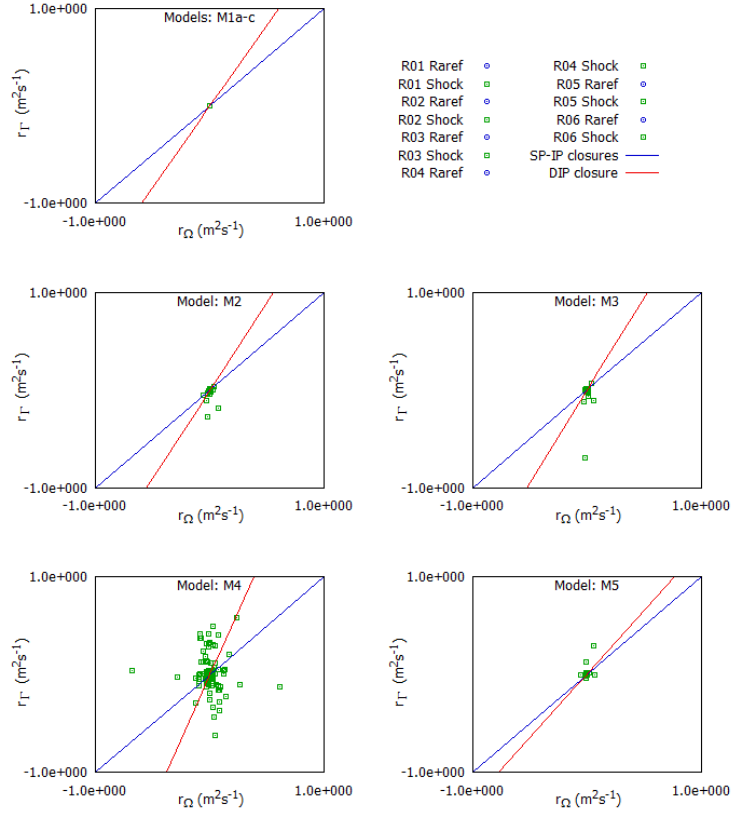 Models: M1a-c
1.0e+000
r_Γ (m²s⁻¹)
-1.0e+000
-1.0e+000
1.0e+000
r_Ω (m²s⁻¹)
R01 Raref
R01 Shock
R02 Raref
R02 Shock
R03 Raref
R03 Shock
R04 Raref
R04 Shock
R05 Raref
R05 Shock
R06 Raref
R06 Shock
SP-IP closures
DIP closure
Model: M2
1.0e+000
r_Γ (m²s⁻¹)
-1.0e+000
-1.0e+000
1.0e+000
r_Ω (m²s⁻¹)
Model: M3
1.0e+000
r_Γ (m²s⁻¹)
-1.0e+000
-1.0e+000
1.0e+000
r_Ω (m²s⁻¹)
Model: M4
1.0e+000
r_Γ (m²s⁻¹)
-1.0e+000
-1.0e+000
1.0e+000
r_Ω (m²s⁻¹)
Model: M5
1.0e+000
r_Γ (m²s⁻¹)
-1.0e+000
-1.0e+000
1.0e+000
r_Ω (m²s⁻¹)